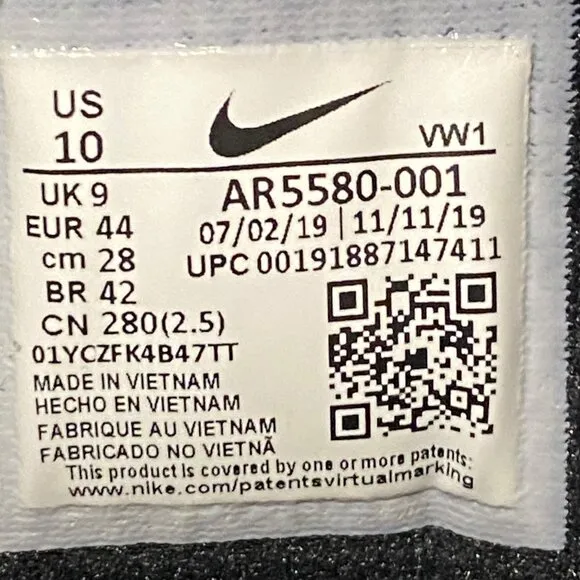 US
10
VW1
UK 9
EUR 44
cm 28
BR 42
CN 280(2.5)
01YCZFK4B47TT
AR5580-001
07/02/19 | 11/11/19
UPC 00191887147411
MADE IN VIETNAM
HECHO EN VIETNAM
FABRIQUE AU VIETNAM
FABRICADO NO VIETNÃ
This product is covered by one or more patents:
www.nike.com/patentsvirtualmarking